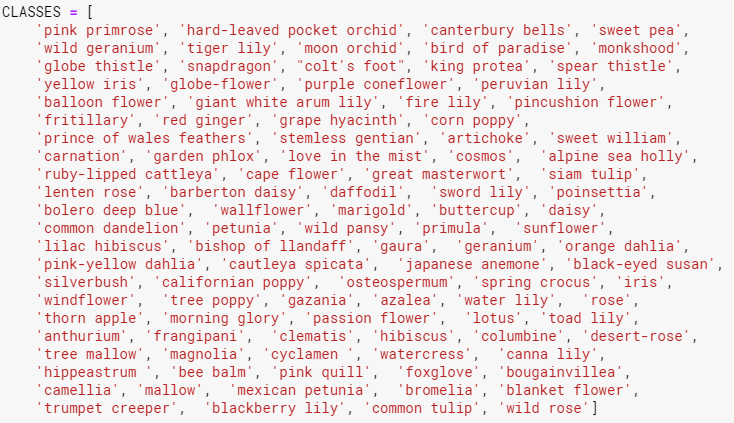 CLASSES = [
    'pink primrose', 'hard-leaved pocket orchid', 'canterbury bells', 'sweet pea',
    'wild geranium', 'tiger lily', 'moon orchid', 'bird of paradise', 'monkshood',
    'globe thistle', 'snapdragon', "colt's foot", 'king protea', 'spear thistle',
    'yellow iris', 'globe-flower', 'purple coneflower', 'peruvian lily',
    'balloon flower', 'giant white arum lily', 'fire lily', 'pincushion flower',
    'fritillary', 'red ginger', 'grape hyacinth', 'corn poppy',
    'prince of wales feathers', 'stemless gentian', 'artichoke', 'sweet william',
    'carnation', 'garden phlox', 'love in the mist', 'cosmos',  'alpine sea holly',
    'ruby-lipped cattleya', 'cape flower', 'great masterwort',  'siam tulip',
    'lenten rose', 'barberton daisy', 'daffodil',  'sword lily', 'poinsettia',
    'bolero deep blue',  'wallflower', 'marigold', 'buttercup', 'daisy',
    'common dandelion', 'petunia', 'wild pansy', 'primula',  'sunflower',
    'lilac hibiscus', 'bishop of llandaff', 'gaura',  'geranium', 'orange dahlia',
    'pink-yellow dahlia', 'cautleya spicata',  'japanese anemone', 'black-eyed susan',
    'silverbush', 'californian poppy',  'osteospermum', 'spring crocus', 'iris',
    'windflower',  'tree poppy', 'gazania', 'azalea', 'water lily',  'rose',
    'thorn apple', 'morning glory', 'passion flower',  'lotus', 'toad lily',
    'anthurium', 'frangipani',  'clematis', 'hibiscus', 'columbine', 'desert-rose',
    'tree mallow', 'magnolia', 'cyclamen ', 'watercress',  'canna lily',
    'hippeastrum ', 'bee balm', 'pink quill',  'foxglove', 'bougainvillea',
    'camellia', 'mallow',  'mexican petunia',  'bromelia', 'blanket flower',
    'trumpet creeper',  'blackberry lily', 'common tulip', 'wild rose']